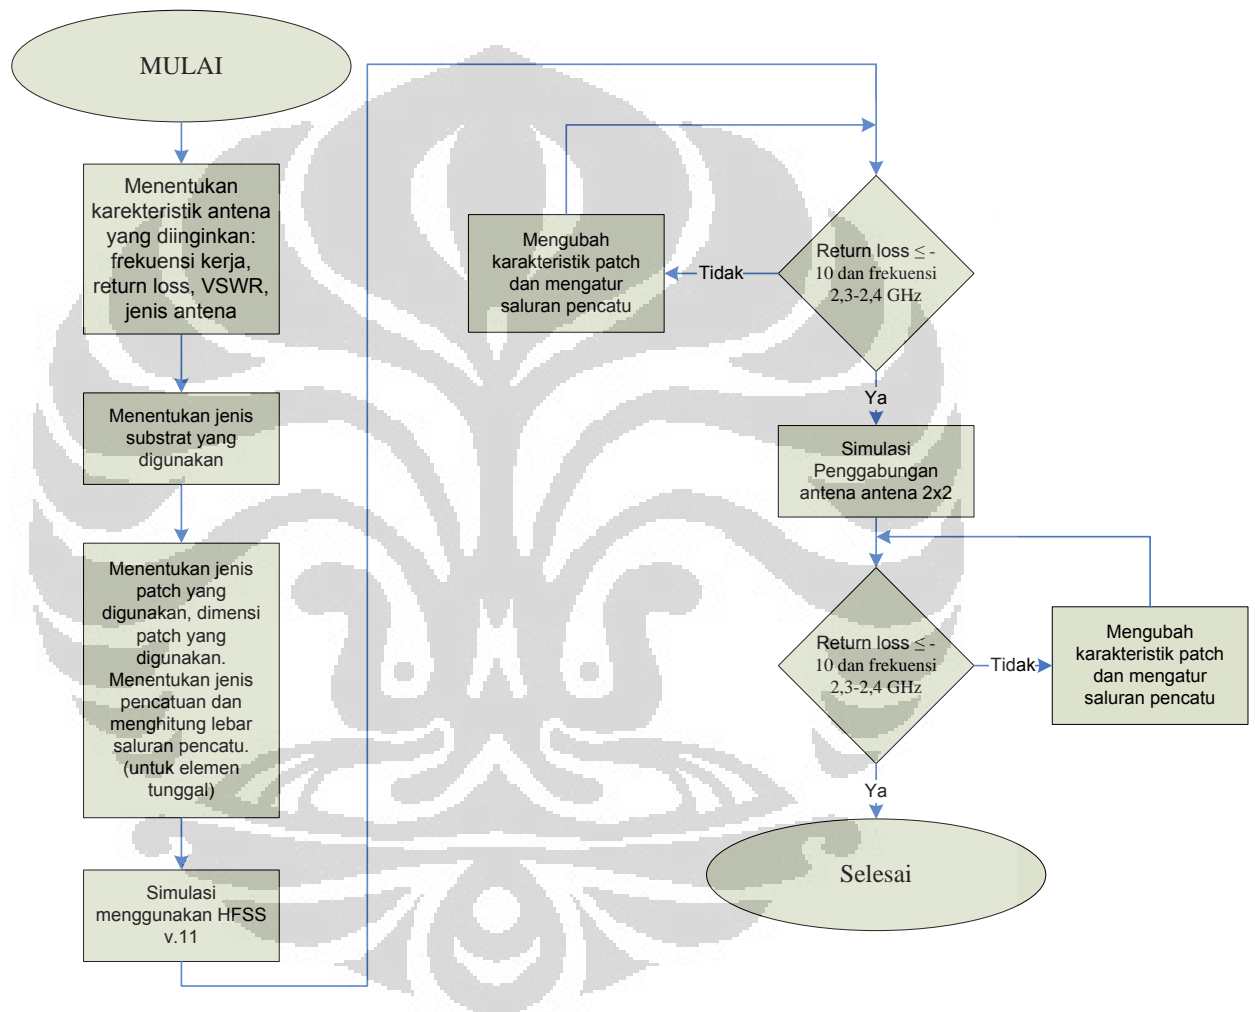 MULAI
Menentukan
karekteristik antena
yang diinginkan:
frekuensi kerja,
return loss, VSWR,
jenis antena
Menentukan jenis
substrat yang
digunakan
Menentukan jenis
patch yang
digunakan, dimensi
patch yang
digunakan.
Menentukan jenis
pencatuan dan
menghitung lebar
saluran pencatu.
(untuk elemen
tunggal)
Simulasi
menggunakan HFSS
v.11
Return loss ≤ -
10 dan frekuensi
2,3-2,4 GHz
Tidak
Mengubah
karakteristik patch
dan mengatur
saluran pencatu
Ya
Simulasi
Penggabungan
antena antena 2x2
Return loss ≤ -
10 dan frekuensi
2,3-2,4 GHz
Tidak
Mengubah
karakteristik patch
dan mengatur
saluran pencatu
Ya
Selesai